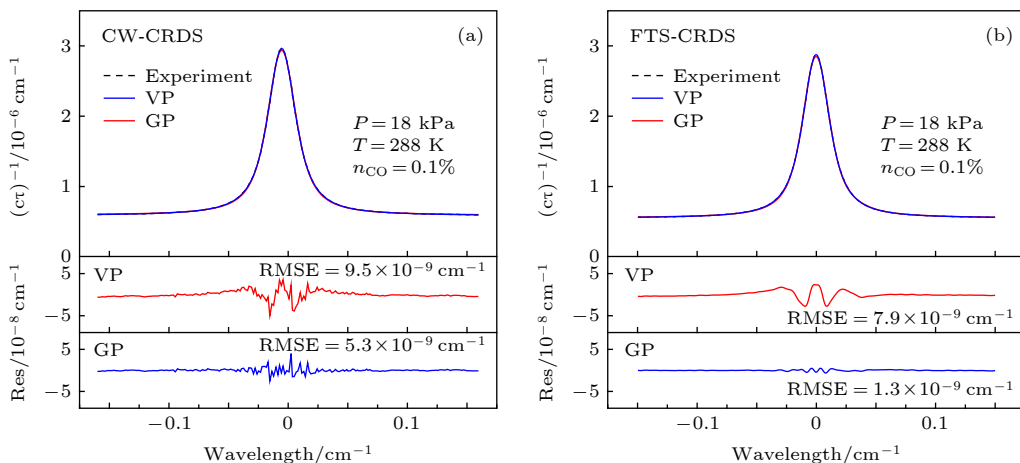 CW-CRDS
(a)
Experiment
VP
GP
P = 18 kPa
T = 288 K
n_CO = 0.1%
3
2
1
0
(cτ)⁻¹/10⁻⁶ cm⁻¹
VP
RMSE = 9.5×10⁻⁹ cm⁻¹
5
−5
GP
RMSE = 5.3×10⁻⁹ cm⁻¹
5
−5
Res/10⁻⁸ cm⁻¹
−0.1
0
0.1
Wavelength/cm⁻¹
FTS-CRDS
(b)
Experiment
VP
GP
P = 18 kPa
T = 288 K
n_CO = 0.1%
3
2
1
0
(cτ)⁻¹/10⁻⁶ cm⁻¹
VP
RMSE = 7.9×10⁻⁹ cm⁻¹
5
−5
GP
RMSE = 1.3×10⁻⁹ cm⁻¹
5
−5
Res/10⁻⁸ cm⁻¹
−0.1
0
0.1
Wavelength/cm⁻¹